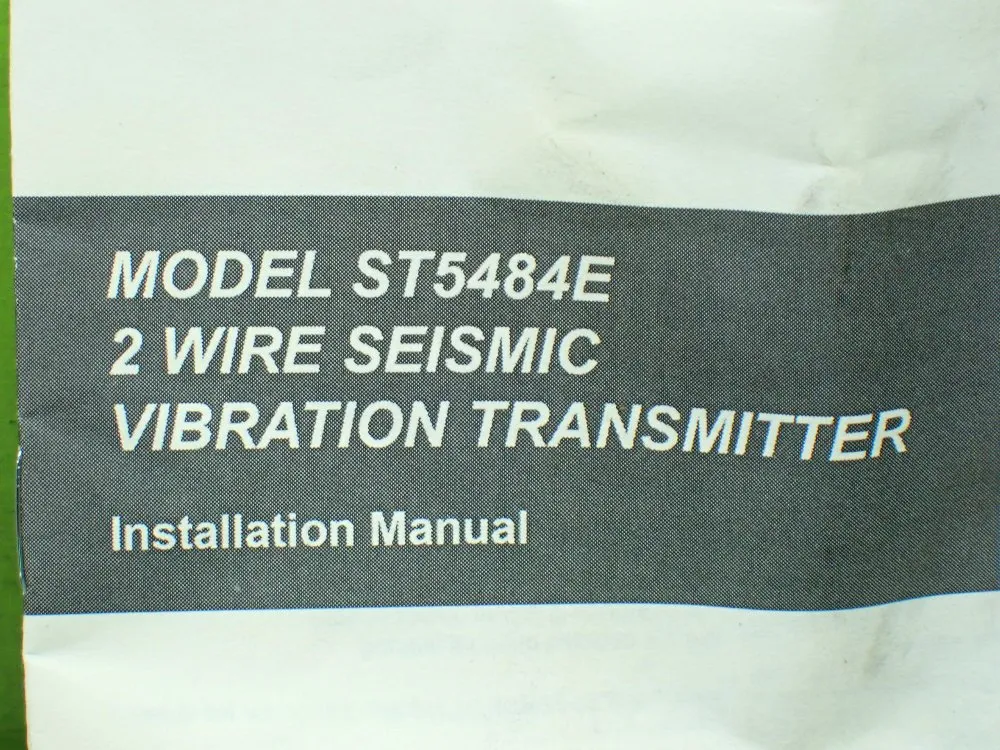 MODEL ST5484E
2 WIRE SEISMIC
VIBRATION TRANSMITTER
Installation Manual